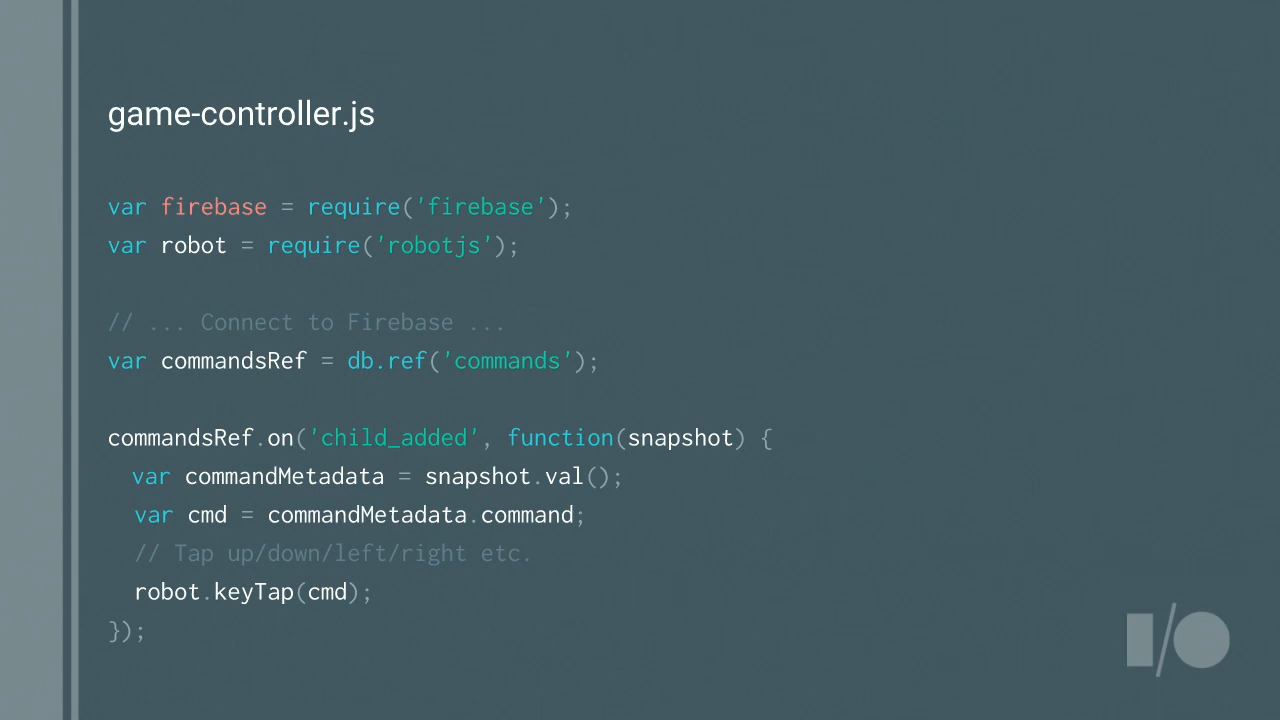 game-controller.js
var firebase = require('firebase');
var robot = require('robotjs');
// ... Connect to Firebase ...
var commandsRef = db.ref('commands');
commandsRef.on('child_added', function(snapshot) {
var commandMetadata = snapshot.val();
var cmd = commandMetadata.command;
// Tap up/down/left/right etc.
robot.keyTap(cmd);
});
I/O